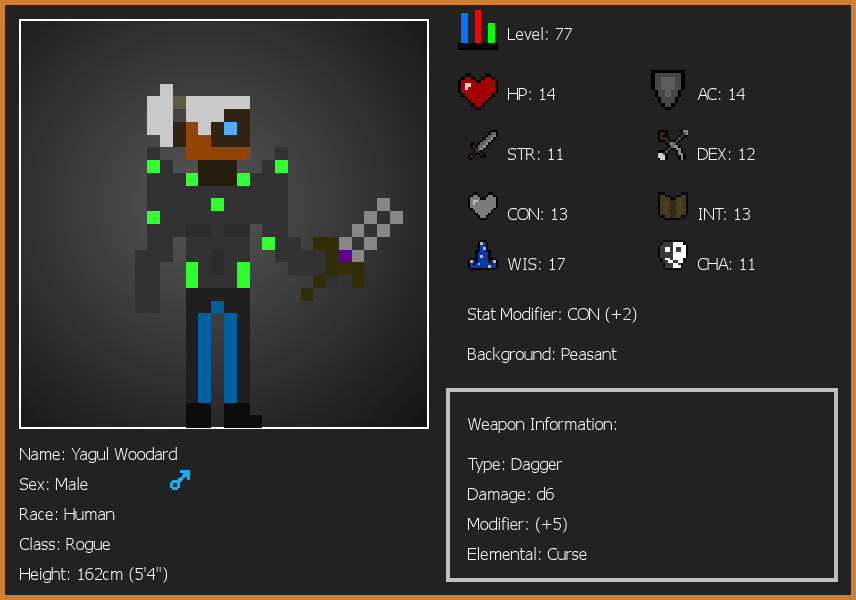 Level: 77
HP: 14
AC: 14
STR: 11
DEX: 12
CON: 13
INT: 13
WIS: 17
CHA: 11
Stat Modifier: CON (+2)
Background: Peasant
Weapon Information:
Type: Dagger
Damage: d6
Modifier: (+5)
Elemental: Curse
Name: Yagul Woodard
Sex: Male
Race: Human
Class: Rogue
Height: 162cm (5'4")